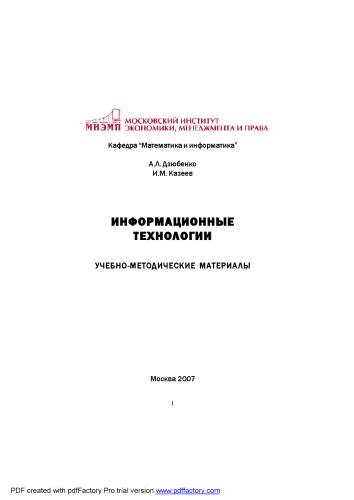 МИЭМП
МОСКОВСКИЙ ИНСТИТУТ
ЭКОНОМИКИ, МЕНЕДЖМЕНТА И ПРАВА
Кафедра "Математика и информатика"
А.Л. Дзюбенко
И.М. Казеев
ИНФОРМАЦИОННЫЕ
ТЕХНОЛОГИИ
УЧЕБНО-МЕТОДИЧЕСКИЕ МАТЕРИАЛЫ
Москва 2007
1
PDF created with pdfFactory Pro trial version www.pdffactory.com